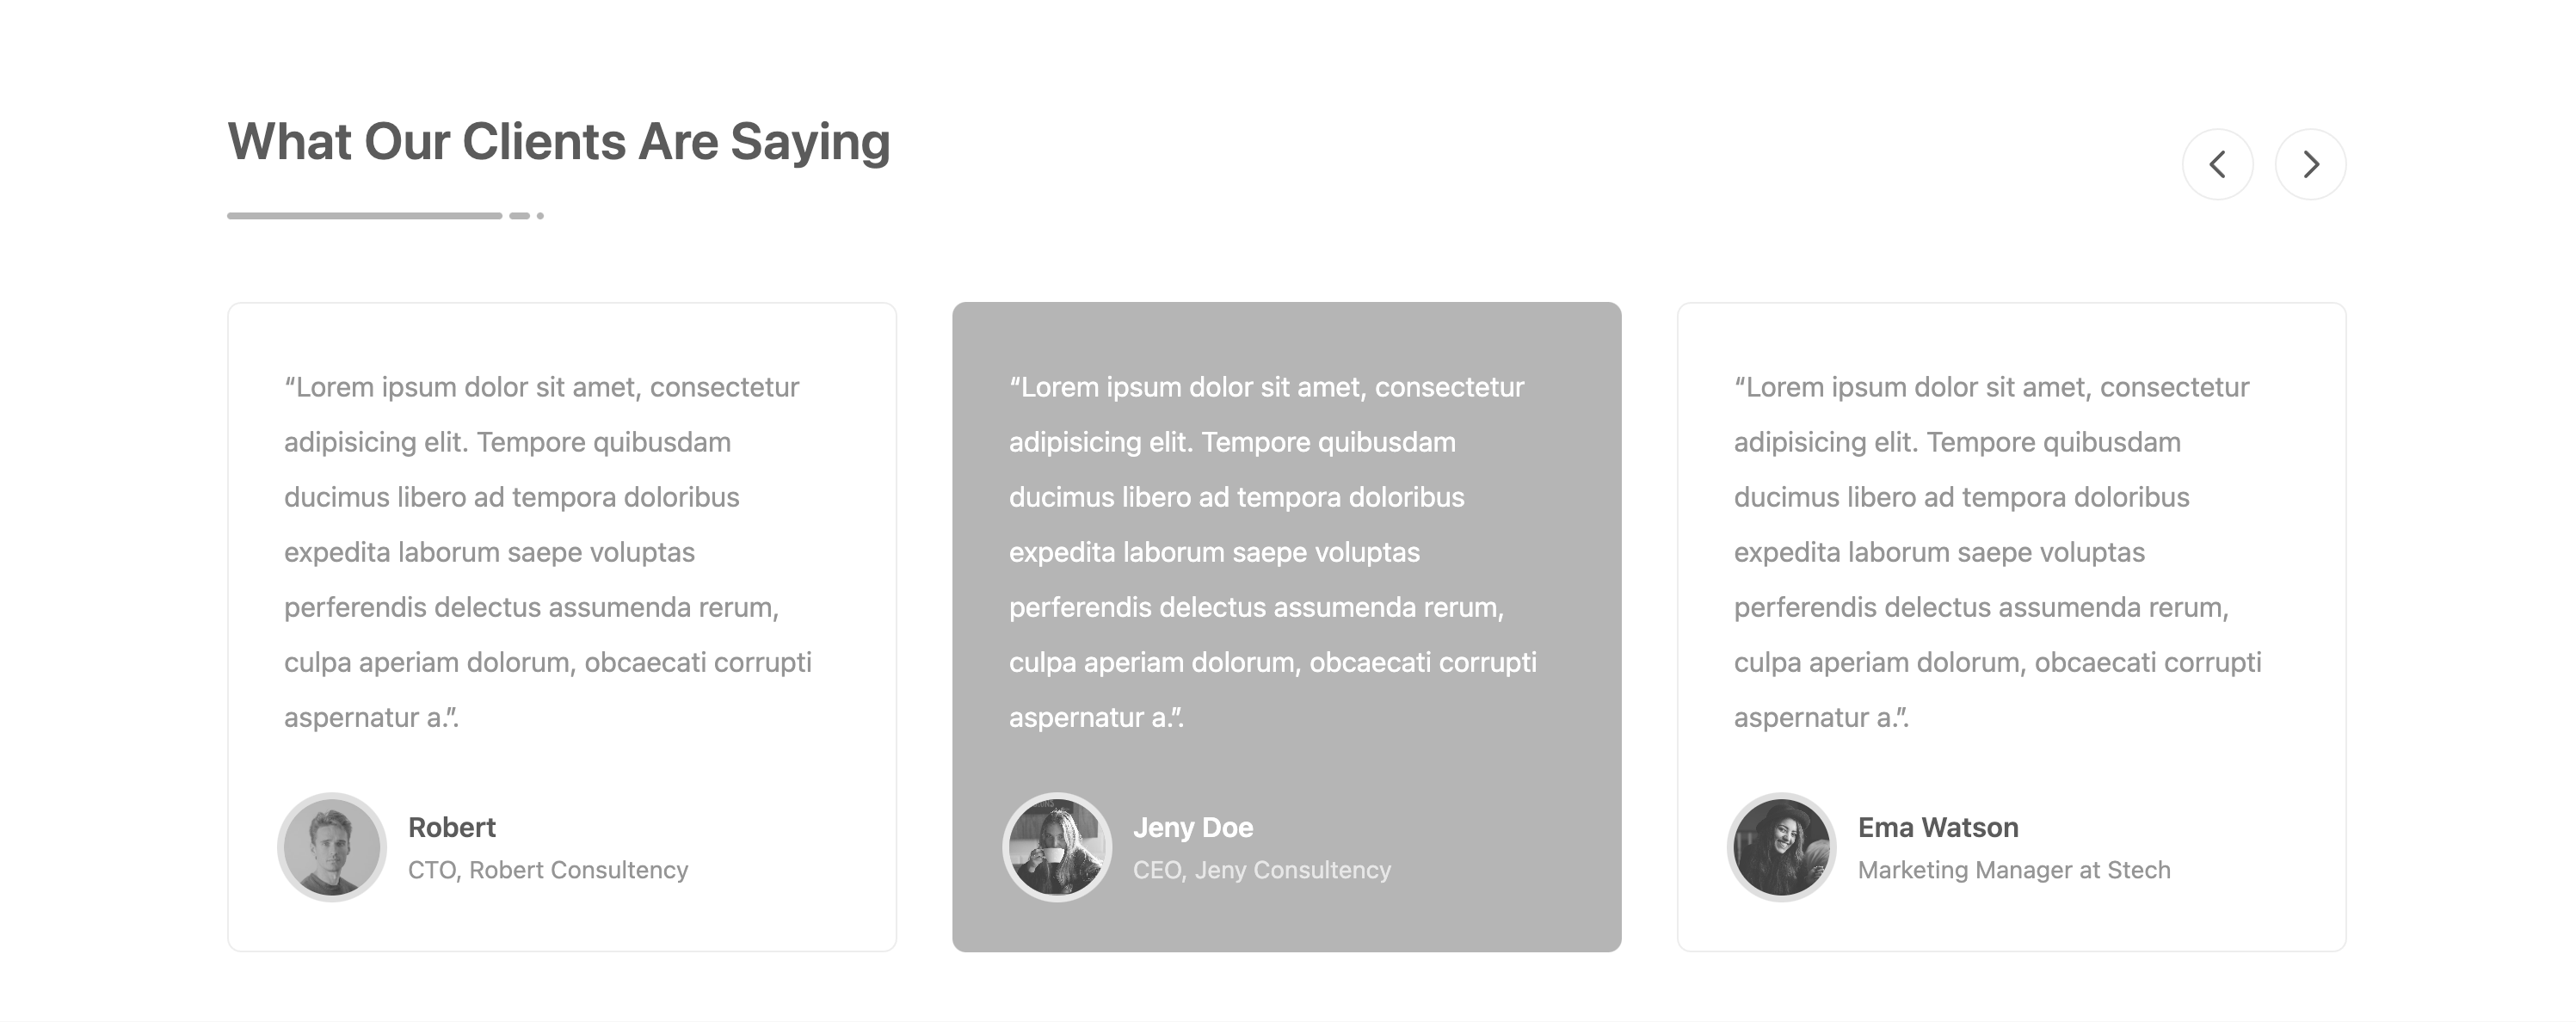 What Our Clients Are Saying
“Lorem ipsum dolor sit amet, consectetur
adipisicing elit. Tempore quibusdam
ducimus libero ad tempora doloribus
expedita laborum saepe voluptas
perferendis delectus assumenda rerum,
culpa aperiam dolorum, obcaecati corrupti
aspernatur a.”.
Robert
CTO, Robert Consultency
“Lorem ipsum dolor sit amet, consectetur
adipisicing elit. Tempore quibusdam
ducimus libero ad tempora doloribus
expedita laborum saepe voluptas
perferendis delectus assumenda rerum,
culpa aperiam dolorum, obcaecati corrupti
aspernatur a.”.
Jeny Doe
CEO, Jeny Consultency
“Lorem ipsum dolor sit amet, consectetur
adipisicing elit. Tempore quibusdam
ducimus libero ad tempora doloribus
expedita laborum saepe voluptas
perferendis delectus assumenda rerum,
culpa aperiam dolorum, obcaecati corrupti
aspernatur a.”.
Ema Watson
Marketing Manager at Stech